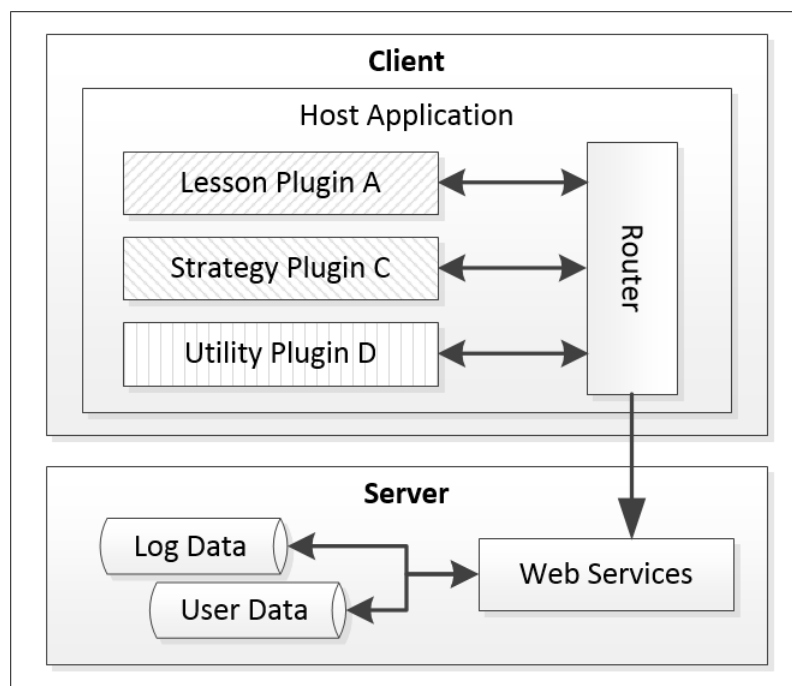 Client
Host Application
Lesson Plugin A
Strategy Plugin C
Utility Plugin D
Router
Server
Log Data
User Data
Web Services